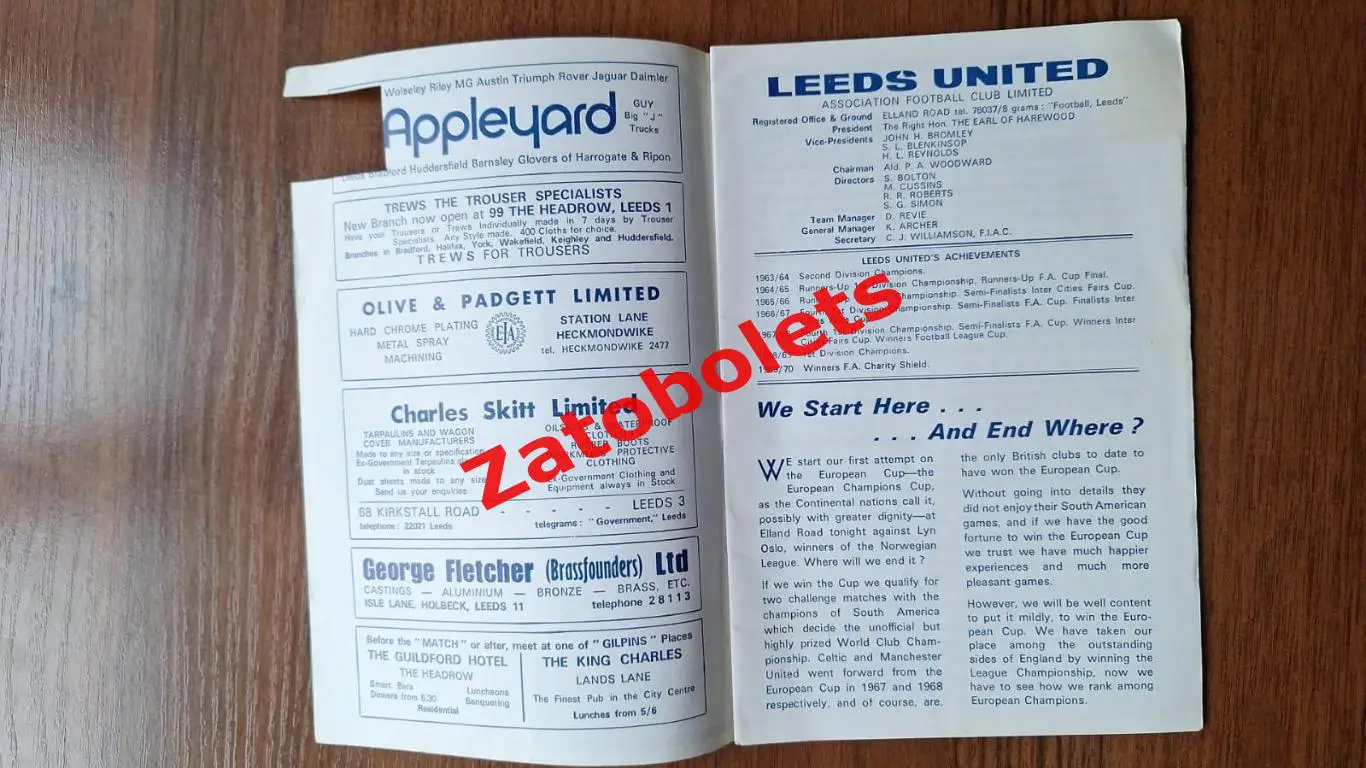 Wolseley Riley MG Austin Triumph Rover Jaguar Daimler
Appleyard
GUY
Big "J"
Trucks
Leeds Bradford Huddersfield Barnsley Glovers of Harrogate & Ripon
TREWS THE TROUSER SPECIALISTS
New Branch now open at 99 THE HEADROW, LEEDS 1
Have your Trousers or Trews Individually made in 7 days by Trouser
Specialists. Any Style made. 400 Cloths for choice.
Branches in Bradford, Halifax, York, Wakefield, Keighley and Huddersfield.
TREWS FOR TROUSERS
OLIVE & PADGETT LIMITED
HARD CHROME PLATING
METAL SPRAY
MACHINING
EIA
STATION LANE
HECKMONDWIKE
tel. HECKMONDWIKE 2477
Charles Skitt Limited
TARPAULINS AND WAGON
COVER MANUFACTURERS
Made to any size or specification
Ex-Government Tarpaulins
in stock
Dust sheets made to any size
Send us your enquiries
CLOTHING
BOOTS
PROTECTIVE
CLOTHING
Ex-Government Clothing and
Equipment always in Stock
68 KIRKSTALL ROAD - - - - - LEEDS 3
telephone : 22021 Leeds telegrams : "Government," Leeds
George Fletcher (Brassfounders) Ltd
CASTINGS — ALUMINIUM — BRONZE — BRASS, ETC.
ISLE LANE, HOLBECK, LEEDS 11 telephone 28113
Before the "MATCH" or after, meet at one of "GILPINS" Places
THE GUILDFORD HOTEL
THE HEADROW
Smart Bars
Dinners from 5.30
Luncheons
Banqueting
Residential
THE KING CHARLES
LANDS LANE
The Finest Pub in the City Centre
Lunches from 5/6
LEEDS UNITED
ASSOCIATION FOOTBALL CLUB LIMITED
Registered Office & Ground ELLAND ROAD tel. 76037/8 grams : "Football, Leeds"
President The Right Hon. THE EARL OF HAREWOOD
Vice-Presidents JOHN H. BROMLEY
S. L. BLENKINSOP
H. L. REYNOLDS
Chairman Ald. P. A. WOODWARD
Directors S. BOLTON
M. CUSSINS
R. R. ROBERTS
S. G. SIMON
Team Manager D. REVIE
General Manager K. ARCHER
Secretary C. J. WILLIAMSON, F.I.A.C.
LEEDS UNITED'S ACHIEVEMENTS
1963/64 Second Division Champions.
1964/65 Runners-Up 1st Division Championship. Runners-Up F.A. Cup Final.
1965/66 Championship. Semi-Finalists Inter Cities Fairs Cup.
1966/67 Fourth 1st Division Championship. Semi-Finalists F.A. Cup. Finalists Inter
Cup.
Fourth 1st Division Championship. Semi-Finalists F.A. Cup. Winners Inter
Cities Fairs Cup. Winners Football League Cup.
1st Division Champions.
Winners F.A. Charity Shield.
We Start Here . . .
. . . And End Where ?
WE start our first attempt on
the European Cup—the
European Champions Cup,
as the Continental nations call it,
possibly with greater dignity—at
Elland Road tonight against Lyn
Oslo, winners of the Norwegian
League. Where will we end it ?
If we win the Cup we qualify for
two challenge matches with the
champions of South America
which decide the unofficial but
highly prized World Club Cham-
pionship. Celtic and Manchester
United went forward from the
European Cup in 1967 and 1968
respectively, and of course, are,
the only British clubs to date to
have won the European Cup.
Without going into details they
did not enjoy their South American
games, and if we have the good
fortune to win the European Cup
we trust we have much happier
experiences and much more
pleasant games.
However, we will be well content
to put it mildly, to win the Euro-
pean Cup. We have taken our
place among the outstanding
sides of England by winning the
League Championship, now we
have to see how we rank among
European Champions.
Zatobolets